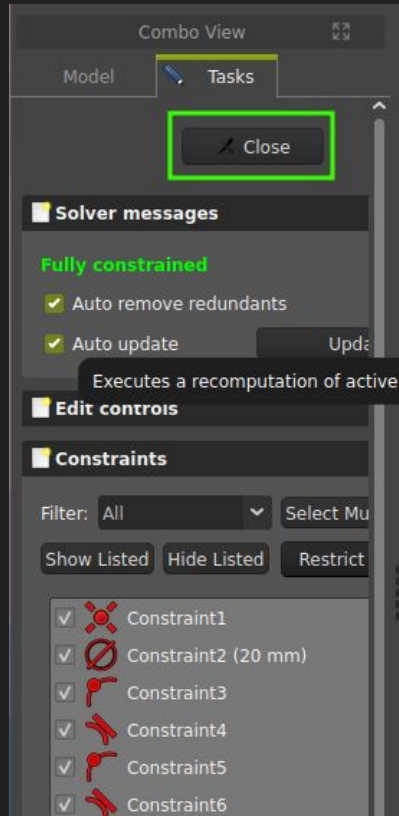 Combo View
Model Tasks
Close
Solver messages
Fully constrained
Auto remove redundants
Auto update Upda
Executes a recomputation of active
Edit controls
Constraints
Filter: All Select Mu
Show Listed Hide Listed Restrict
Constraint1
Constraint2 (20 mm)
Constraint3
Constraint4
Constraint5
Constraint6